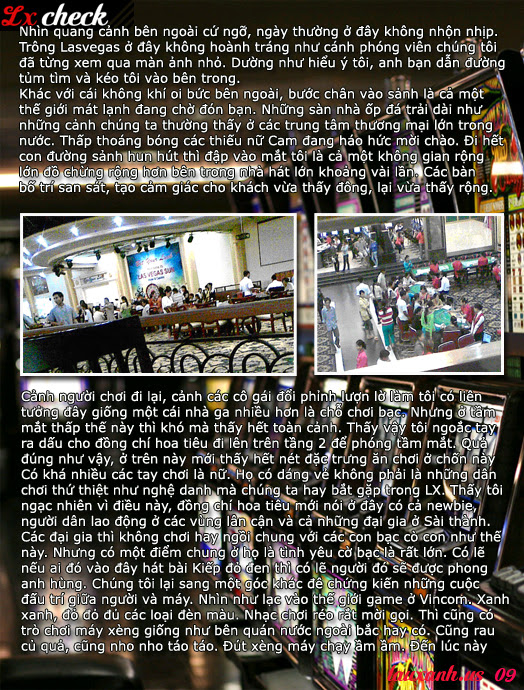 Lx check
Nhìn quang cảnh bên ngoài cứ ngỡ, ngày thường ở đây không nhộn nhịp.
Trông Lasvegas ở đây không hoành tráng như cánh phóng viên chúng tôi
đã từng xem qua màn ảnh nhỏ. Dường như hiểu ý tôi, anh bạn dẫn đường
tủm tỉm và kéo tôi vào bên trong.
Khác với cái không khí oi bức bên ngoài, bước chân vào sảnh là cả một
thế giới mát lạnh đang chờ đón bạn. Những sàn nhà ốp đá trải dài như
những cảnh chúng ta thường thấy ở các trung tâm thương mại lớn trong
nước. Thấp thoáng bóng các thiếu nữ Cam đang háo hức mời chào. Đi hết
con đường sảnh hun hút thì đập vào mắt tôi là cả một không gian rộng
lớn đồ chừng rộng hơn bên trong nhà hát lớn khoảng vài lần. Các bàn
bố trí san sát, tạo cảm giác cho khách vừa thấy đông, lại vừa thấy rộng.
LAS VEGAS SUN
Cảnh người chơi đi lại, cảnh các cô gái đổi phỉnh lượn lờ làm tôi có liên
tưởng đây giống một cái nhà ga nhiều hơn là chỗ chơi bạc. Nhưng ở tầm
mắt thấp thế này thì khó mà thấy hết toàn cảnh. Thấy vậy tôi ngoắc tay
ra dấu cho đồng chí hoa tiêu đi lên trên tầng 2 để phóng tầm mắt. Quả
đúng như vậy, ở trên này mới thấy hết nét đặc trưng ăn chơi ở chốn này
Có khá nhiều các tay chơi là nữ. Họ có dáng vẻ không phải là những dân
chơi thứ thiệt như nghệ danh mà chúng ta hay bắt gặp trong LX. Thấy tôi
ngạc nhiên vì điều này, đồng chí hoa tiêu mới nói ở đây có cả newbie,
người dân lao động ở các vùng lân cận và cả những đại gia ở Sài thành.
Các đại gia thì không chơi hay ngồi chung với các con bạc cò con như thế
này. Nhưng có một điểm chung ở họ là tình yêu cờ bạc là rất lớn. Có lẽ
nếu ai đó vào đây hát bài Kiếp đỏ đen thì có lẽ người đó sẽ được phong
anh hùng. Chúng tôi lại sang một góc khác để chứng kiến những cuộc
đấu trí giữa người và máy. Nhìn như lạc vào thế giới game ở Vincom. Xanh
xanh, đỏ đỏ đủ các loại đèn màu. Nhạc chơi réo rắt mời gọi. Thì cũng có
trò chơi máy xèng giống như bên quán nước ngoài bắc hay có. Cũng rau
củ quả, cũng nho nho táo táo. Đút xèng máy chạy ầm ầm. Đến lúc này
lauxanh.us 09